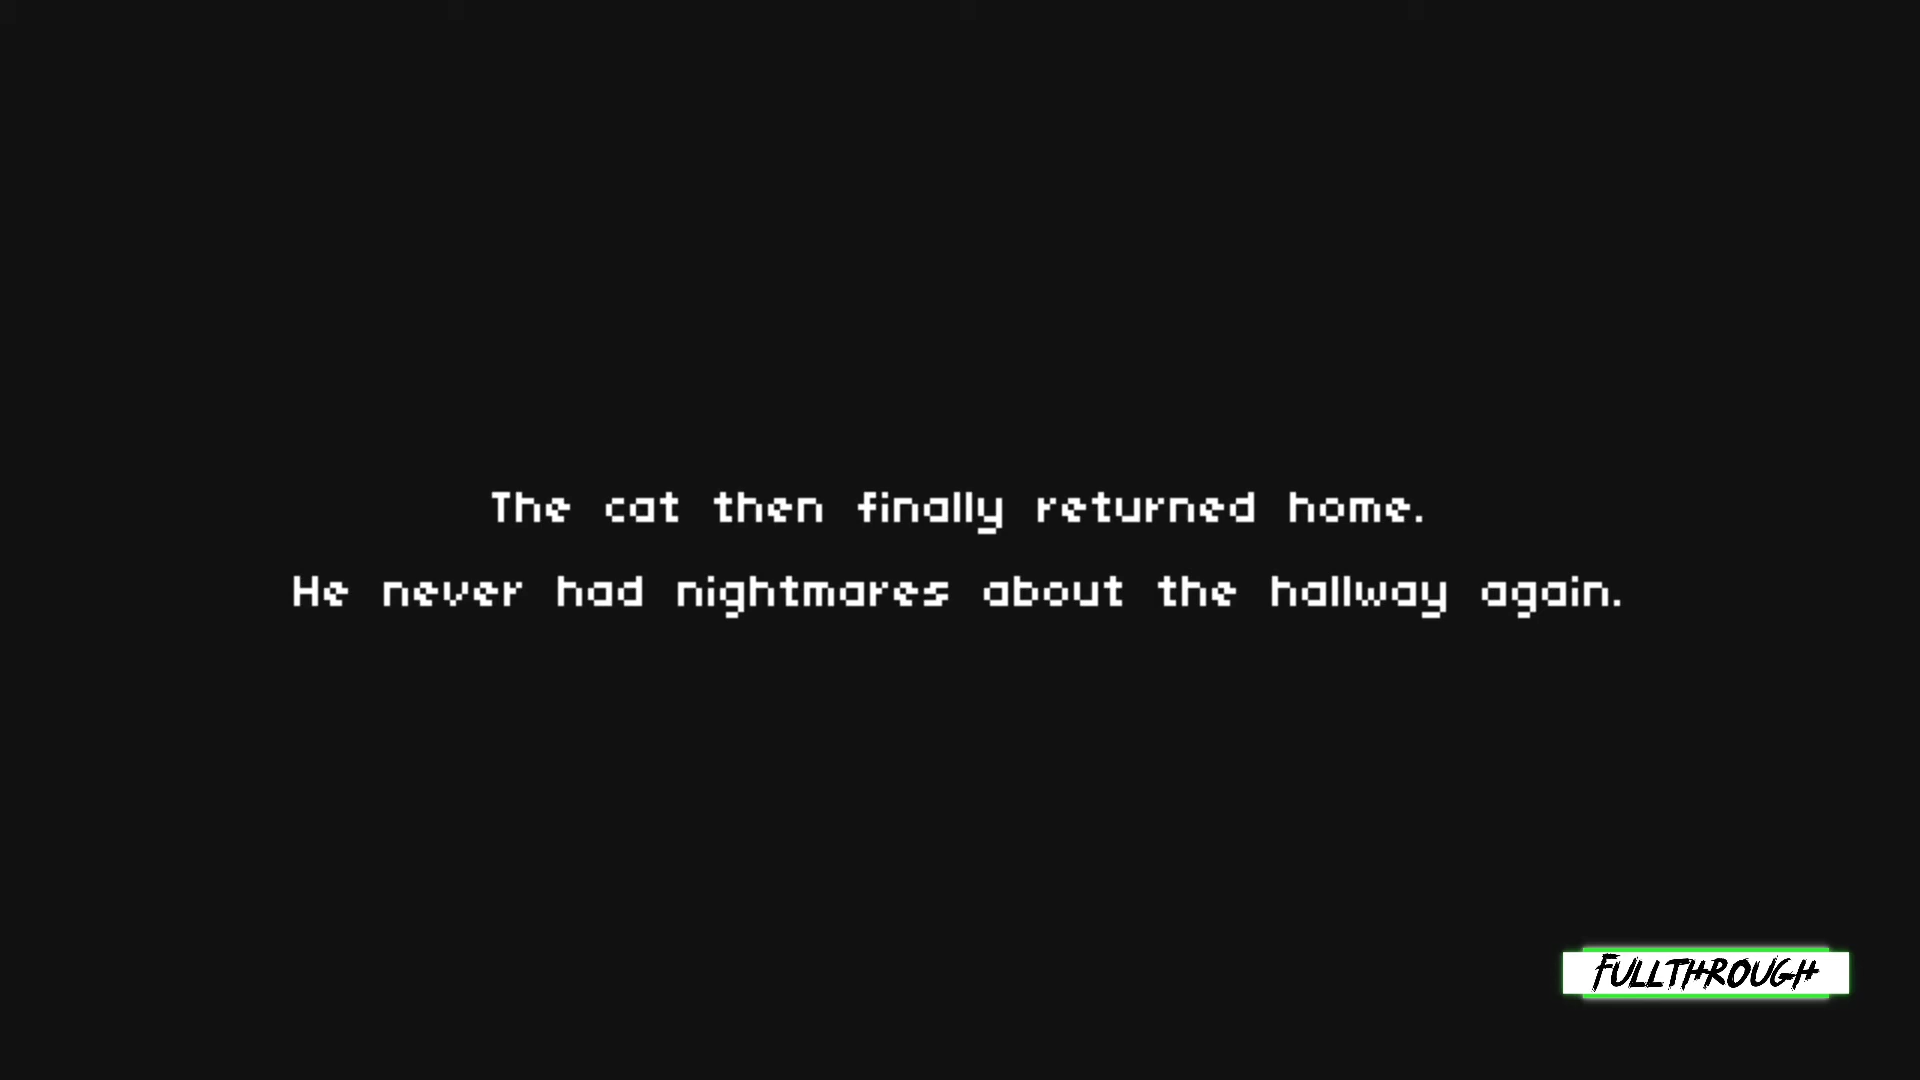 The cat then finally returned home.
He never had nightmares about the hallway again.
FULLTHROUGH